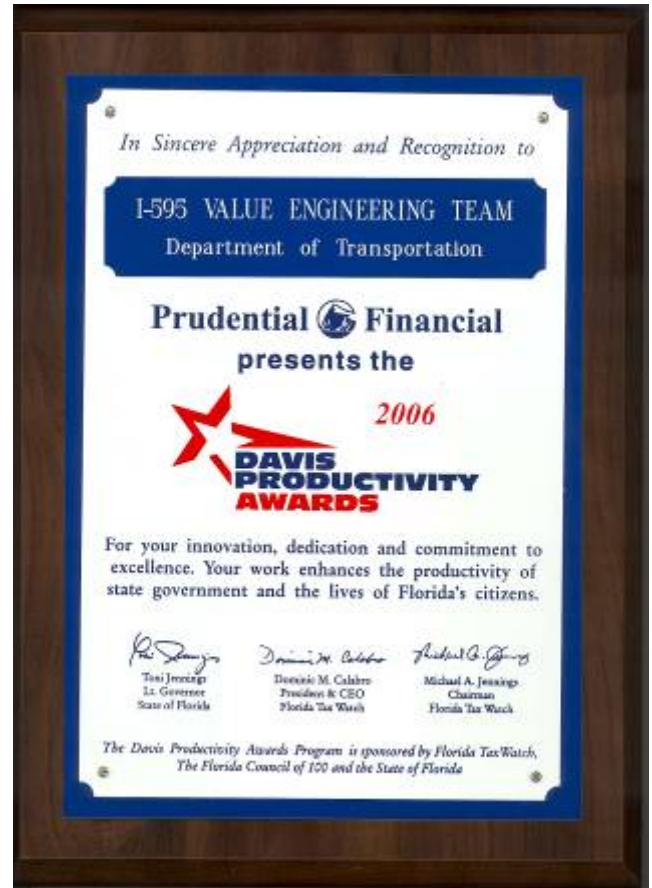 In Sincere Appreciation and Recognition to
I-595 VALUE ENGINEERING TEAM
Department of Transportation
Prudential Financial
presents the
2006
DAVIS
PRODUCTIVITY
AWARDS
For your innovation, dedication and commitment to
excellence. Your work enhances the productivity of
state government and the lives of Florida's citizens.
Toni Jennings
Lt. Governor
State of Florida
Dominic M. Calabro
President & CEO
Florida Tax Watch
Michael A. Jennings
Chairman
Florida Tax Watch
The Davis Productivity Awards Program is sponsored by Florida TaxWatch,
The Florida Council of 100 and the State of Florida